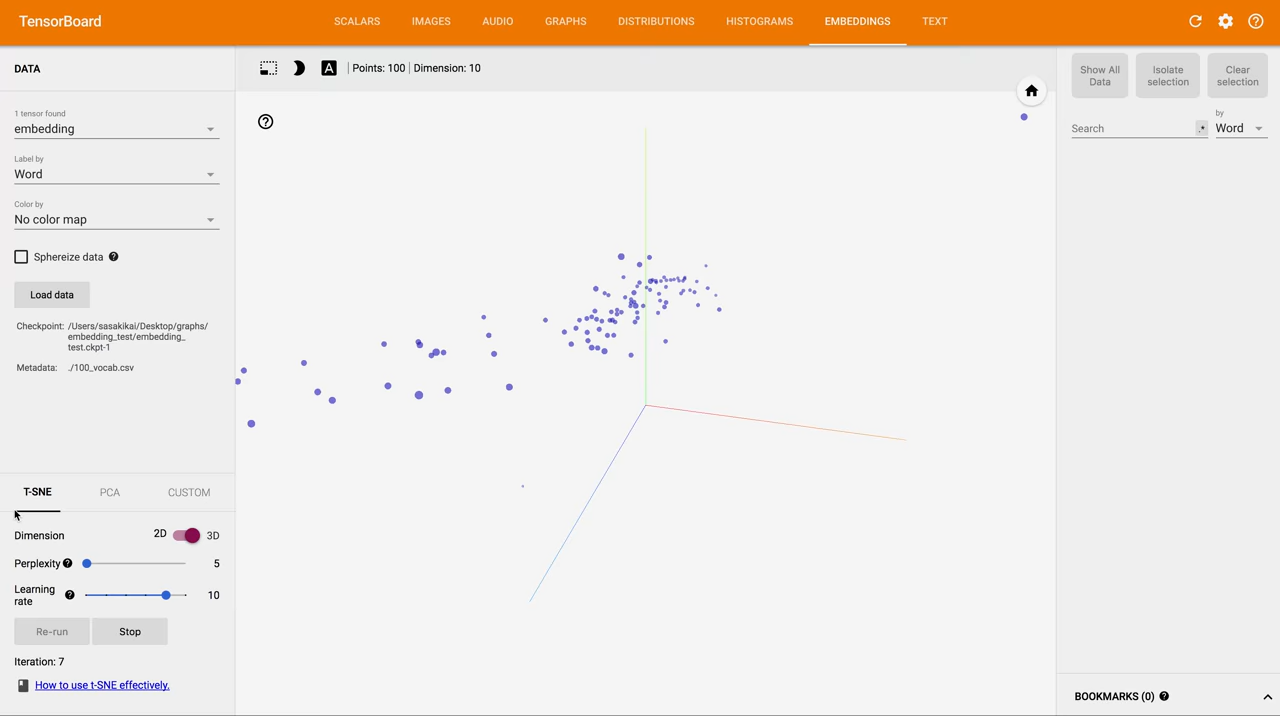 TensorBoard
SCALARS IMAGES AUDIO GRAPHS DISTRIBUTIONS HISTOGRAMS EMBEDDINGS TEXT
DATA
1 tensor found
embedding
Label by
Word
Color by
No color map
Sphereize data
Load data
Checkpoint: /Users/sasakikai/Desktop/graphs/
embedding_test/embedding_
test.ckpt-1
Metadata: ./100_vocab.csv
T-SNE PCA CUSTOM
Dimension 2D 3D
Perplexity 5
Learning
rate 10
Re-run Stop
Iteration: 7
How to use t-SNE effectively.
A Points: 100 Dimension: 10
Show All
Data
Isolate
selection
Clear
selection
Search .* by
Word
BOOKMARKS (0)